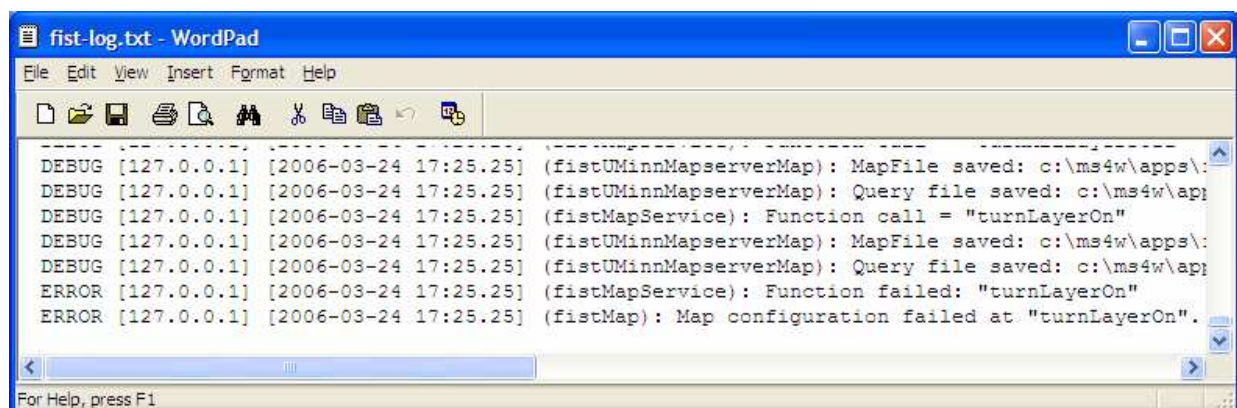 fist-log.txt - WordPad
File Edit View Insert Format Help
DEBUG [127.0.0.1] [2006-03-24 17:25.25] (fistUMinnMapserverMap): MapFile saved: c:\ms4w\apps\
DEBUG [127.0.0.1] [2006-03-24 17:25.25] (fistUMinnMapserverMap): Query file saved: c:\ms4w\app
DEBUG [127.0.0.1] [2006-03-24 17:25.25] (fistMapService): Function call = "turnLayerOn"
DEBUG [127.0.0.1] [2006-03-24 17:25.25] (fistUMinnMapserverMap): MapFile saved: c:\ms4w\apps\
DEBUG [127.0.0.1] [2006-03-24 17:25.25] (fistUMinnMapserverMap): Query file saved: c:\ms4w\app
ERROR [127.0.0.1] [2006-03-24 17:25.25] (fistMapService): Function failed: "turnLayerOn"
ERROR [127.0.0.1] [2006-03-24 17:25.25] (fistMap): Map configuration failed at "turnLayerOn".
For Help, press F1